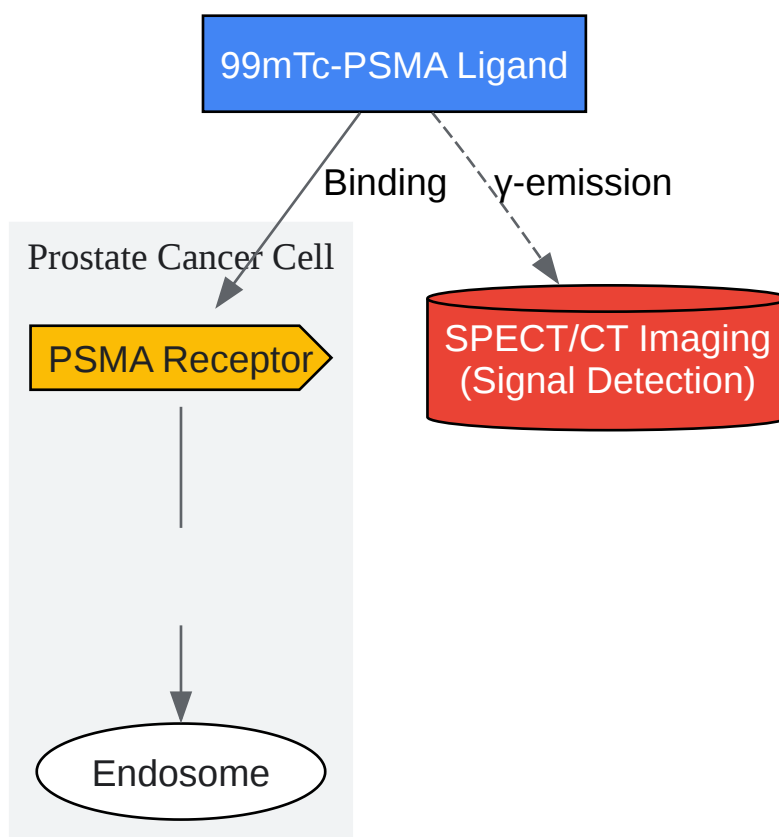 99mTc-PSMA Ligand
Binding
γ-emission
Prostate Cancer Cell
PSMA Receptor
SPECT/CT Imaging
(Signal Detection)
Endosome